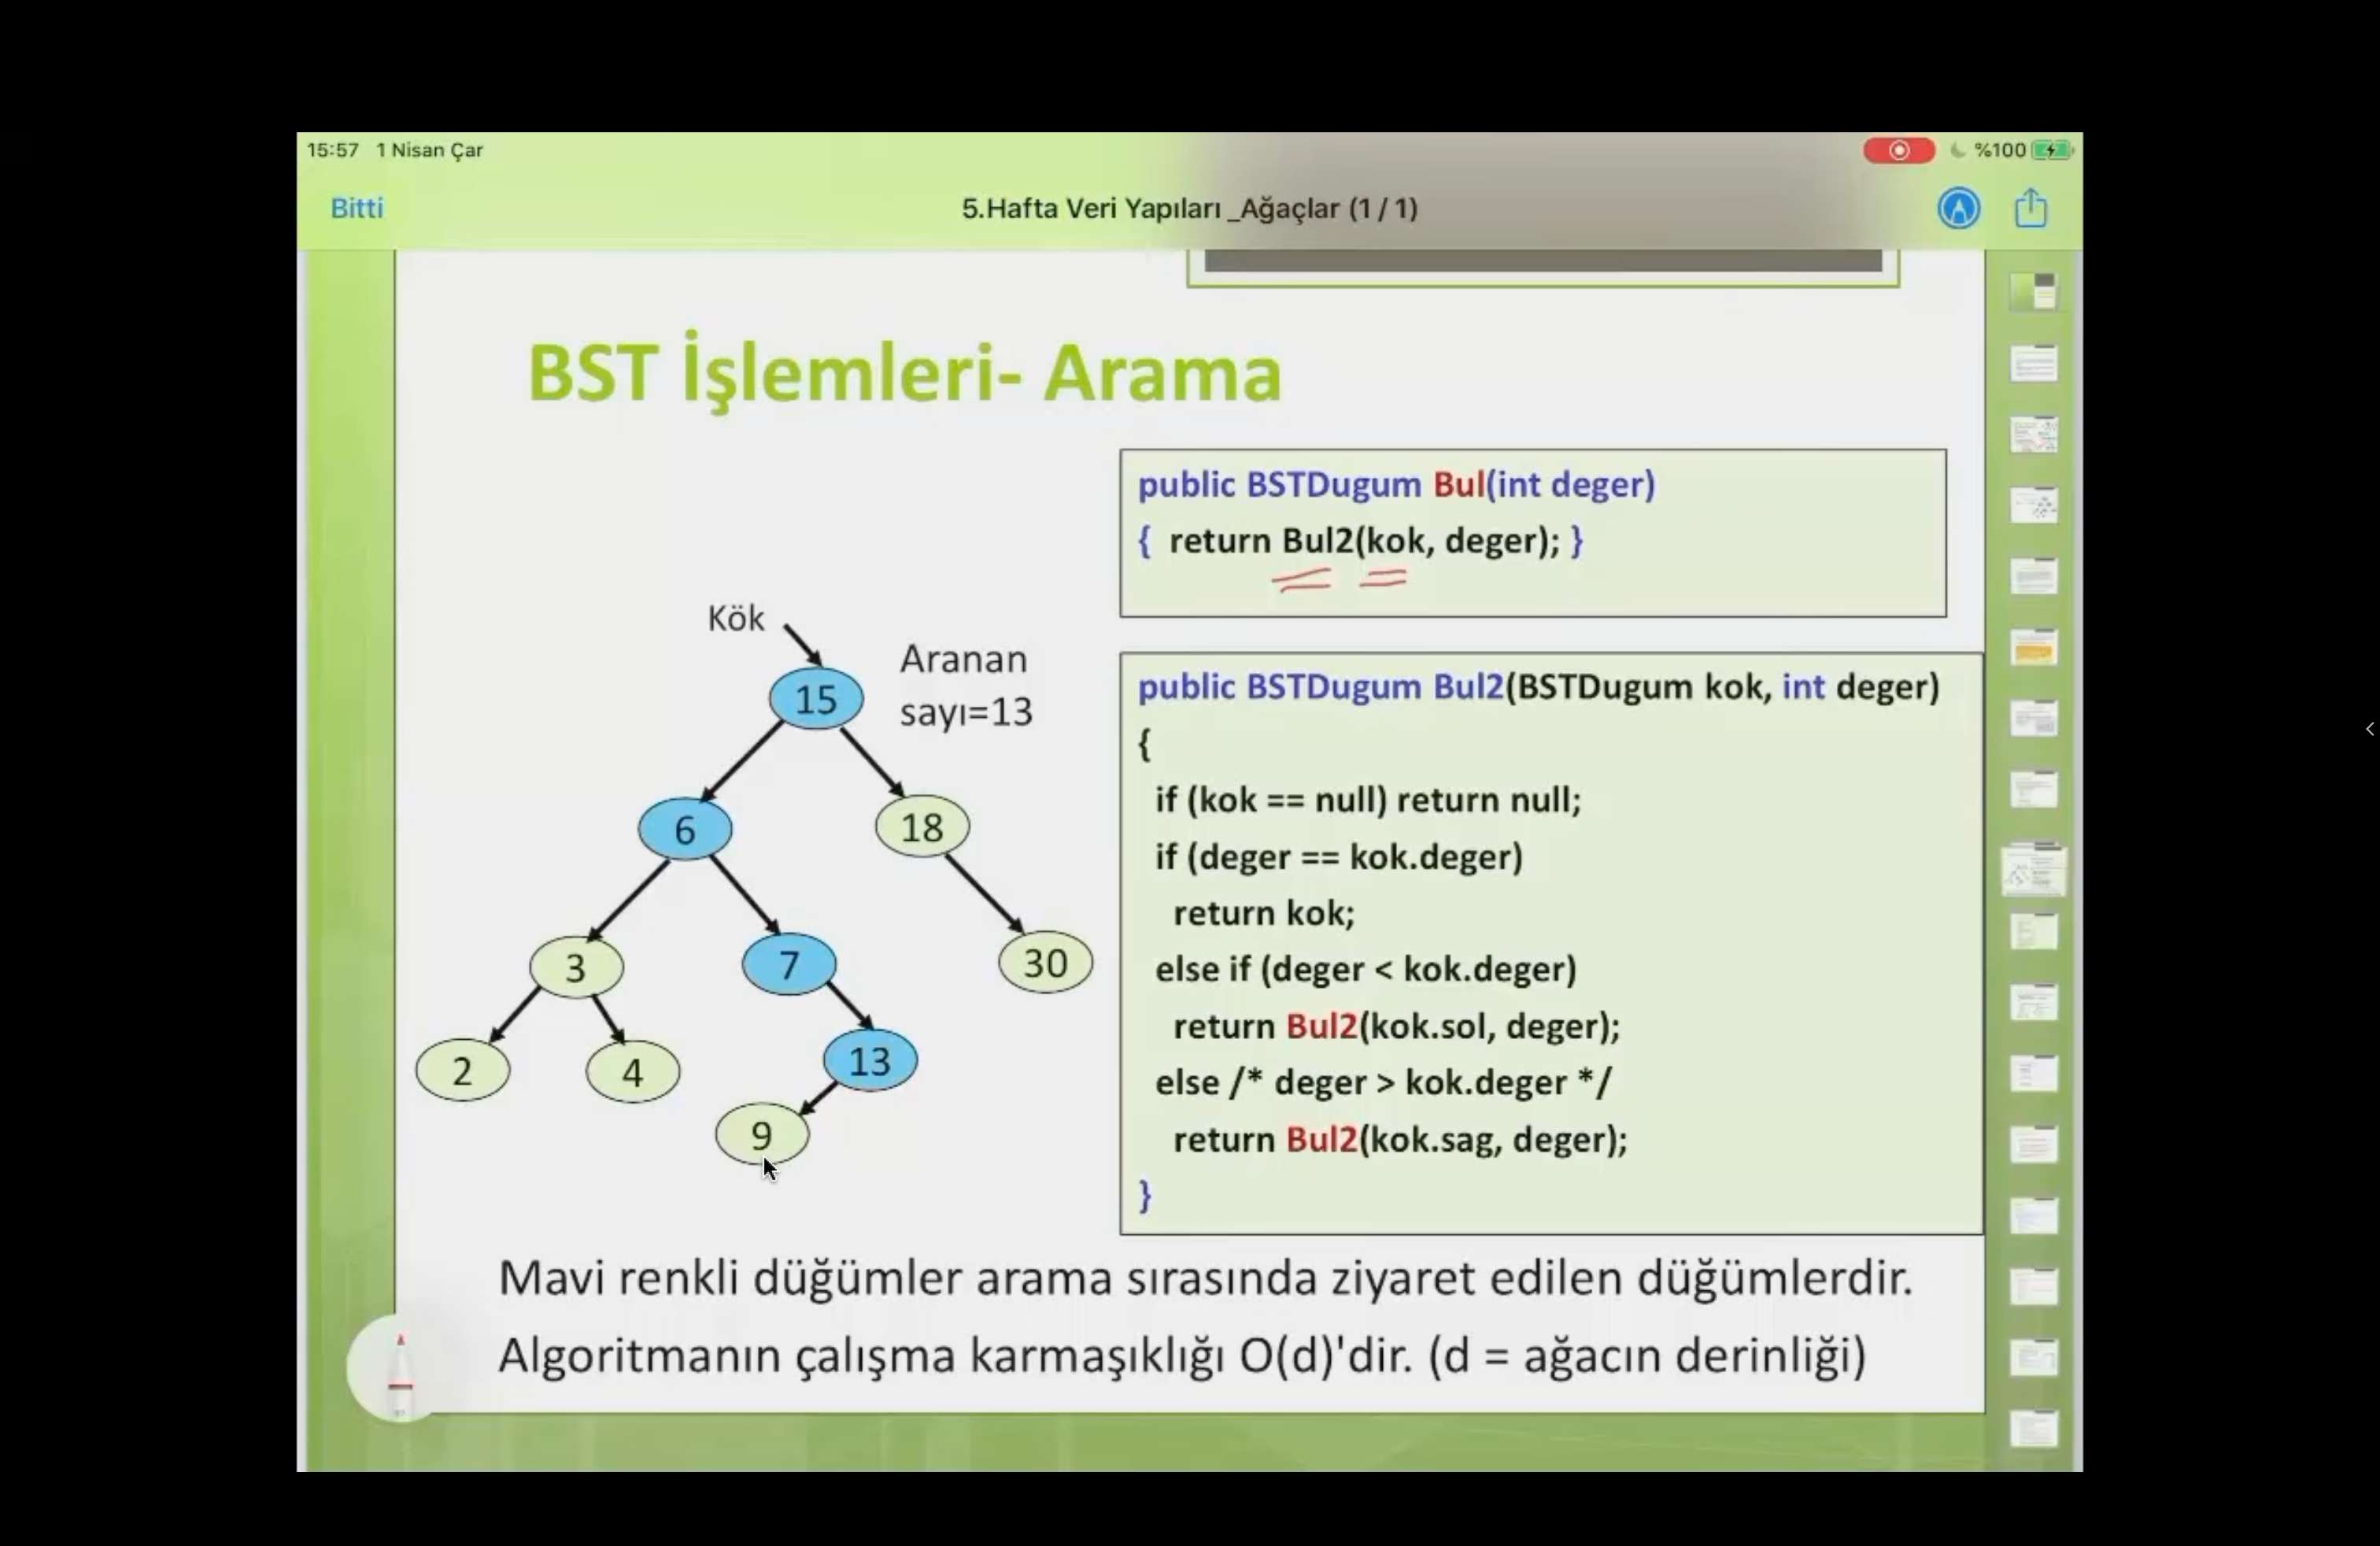 15:57 1 Nisan Çar
%100
Bitti
5.Hafta Veri Yapıları _Ağaçlar (1 / 1)
BST İşlemleri- Arama
public BSTDugum Bul(int deger)
{ return Bul2(kok, deger); }
Kök
Aranan
sayı=13
15
6
18
3
7
30
2
4
13
9
public BSTDugum Bul2(BSTDugum kok, int deger)
{
if (kok == null) return null;
if (deger == kok.deger)
return kok;
else if (deger < kok.deger)
return Bul2(kok.sol, deger);
else /* deger > kok.deger */
return Bul2(kok.sag, deger);
}
Mavi renkli düğümler arama sırasında ziyaret edilen düğümlerdir.
Algoritmanın çalışma karmaşıklığı O(d)'dir. (d = ağacın derinliği)